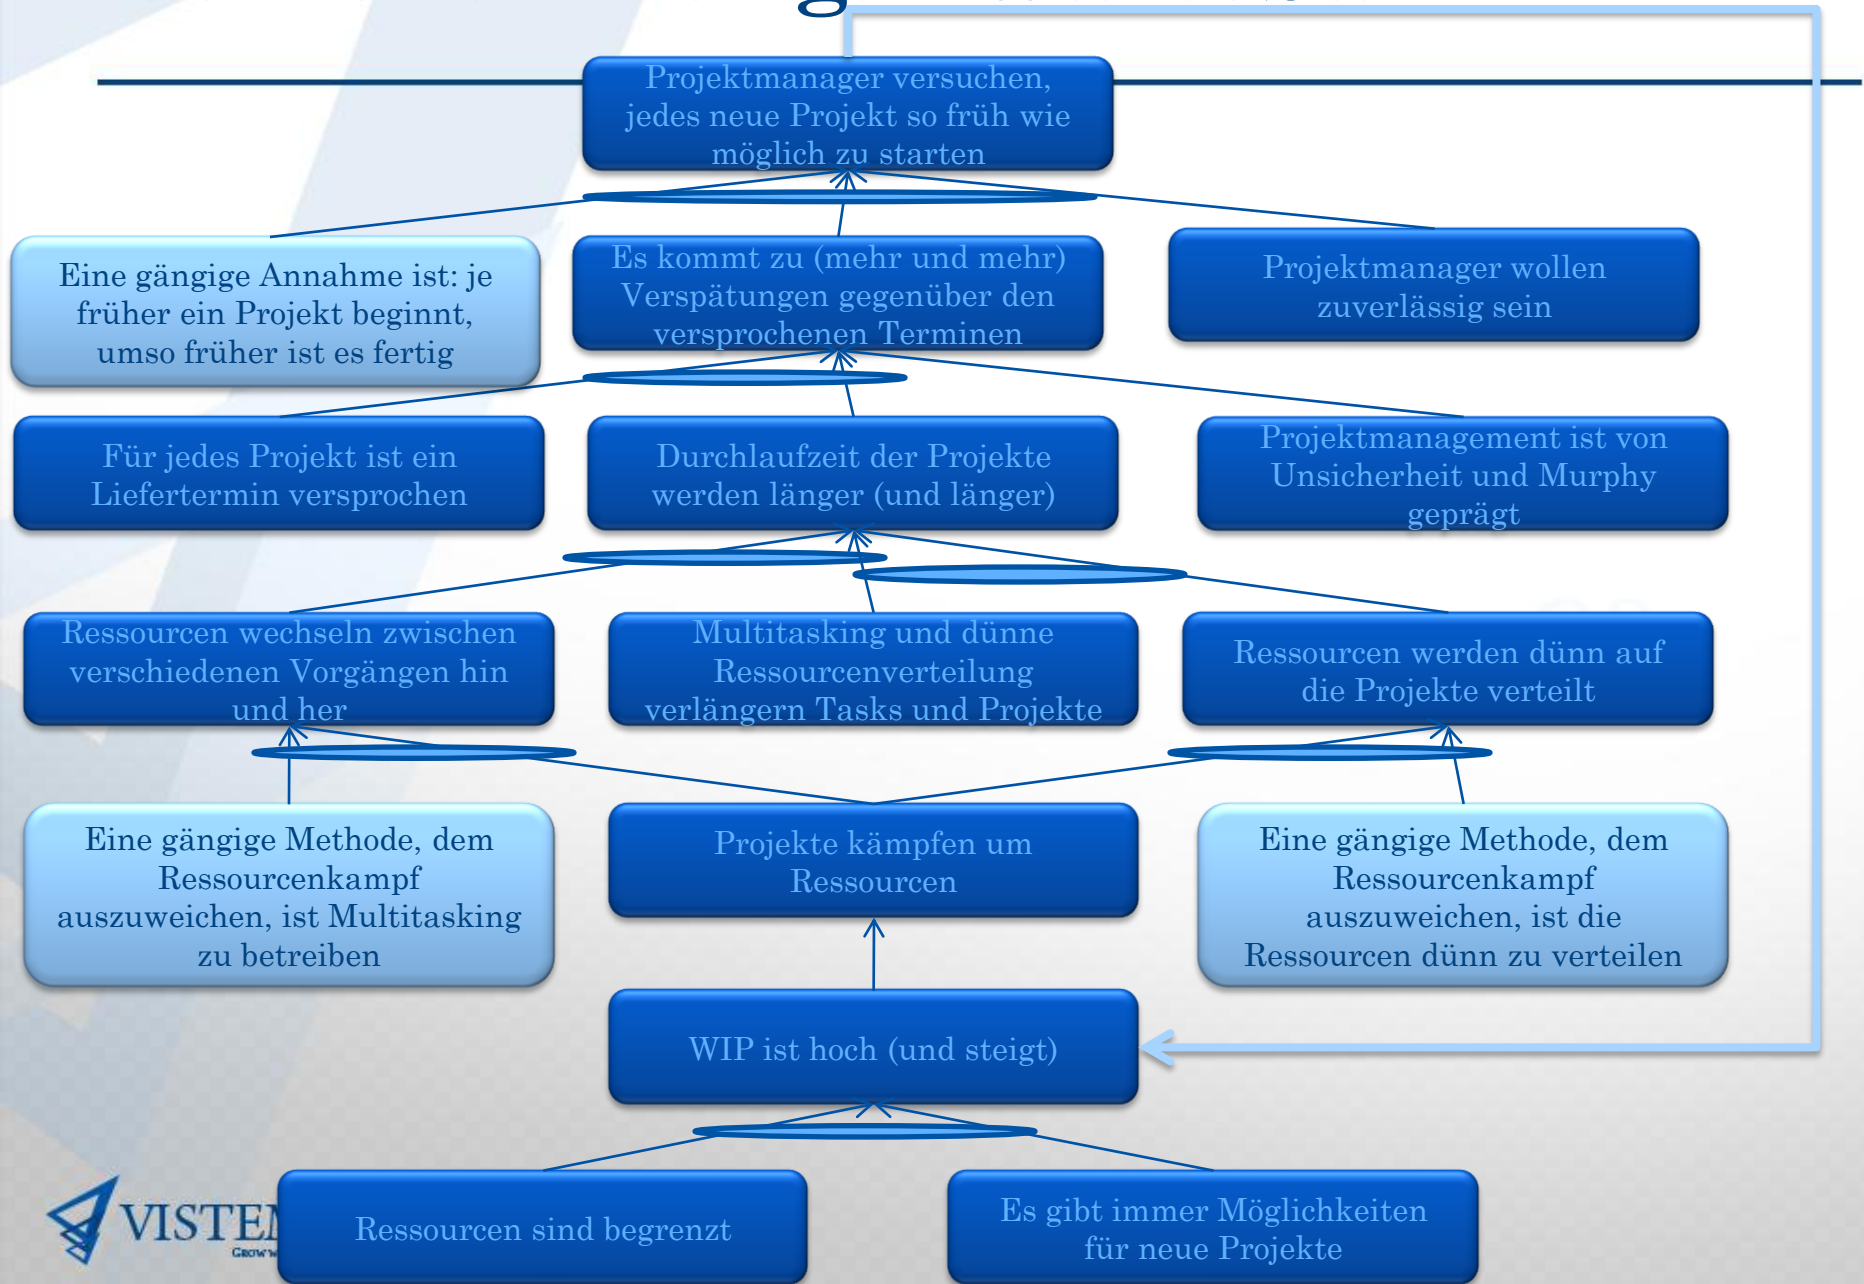 Projektmanager versuchen,
jedes neue Projekt so früh wie
möglich zu starten
Eine gängige Annahme ist: je
früher ein Projekt beginnt,
umso früher ist es fertig
Es kommt zu (mehr und mehr)
Verspätungen gegenüber den
versprochenen Terminen
Projektmanager wollen
zuverlässig sein
Für jedes Projekt ist ein
Liefertermin versprochen
Durchlaufzeit der Projekte
werden länger (und länger)
Projektmanagement ist von
Unsicherheit und Murphy
geprägt
Ressourcen wechseln zwischen
verschiedenen Vorgängen hin
und her
Multitasking und dünne
Ressourcenverteilung
verlängern Tasks und Projekte
Ressourcen werden dünn auf
die Projekte verteilt
Eine gängige Methode, dem
Ressourcenkampf
auszuweichen, ist Multitasking
zu betreiben
Projekte kämpfen um
Ressourcen
Eine gängige Methode, dem
Ressourcenkampf
auszuweichen, ist die
Ressourcen dünn zu verteilen
WIP ist hoch (und steigt)
Ressourcen sind begrenzt
Es gibt immer Möglichkeiten
für neue Projekte